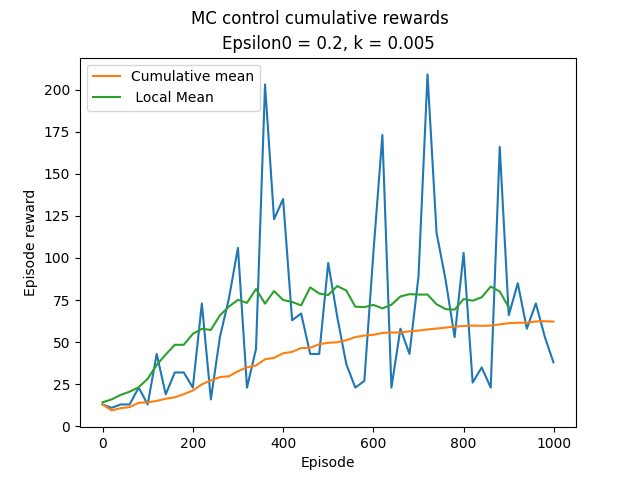 MC control cumulative rewards
Epsilon0 = 0.2, k = 0.005
Cumulative mean
Local Mean
Episode reward
200
175
150
125
100
75
50
25
0
0 200 400 600 800 1000
Episode